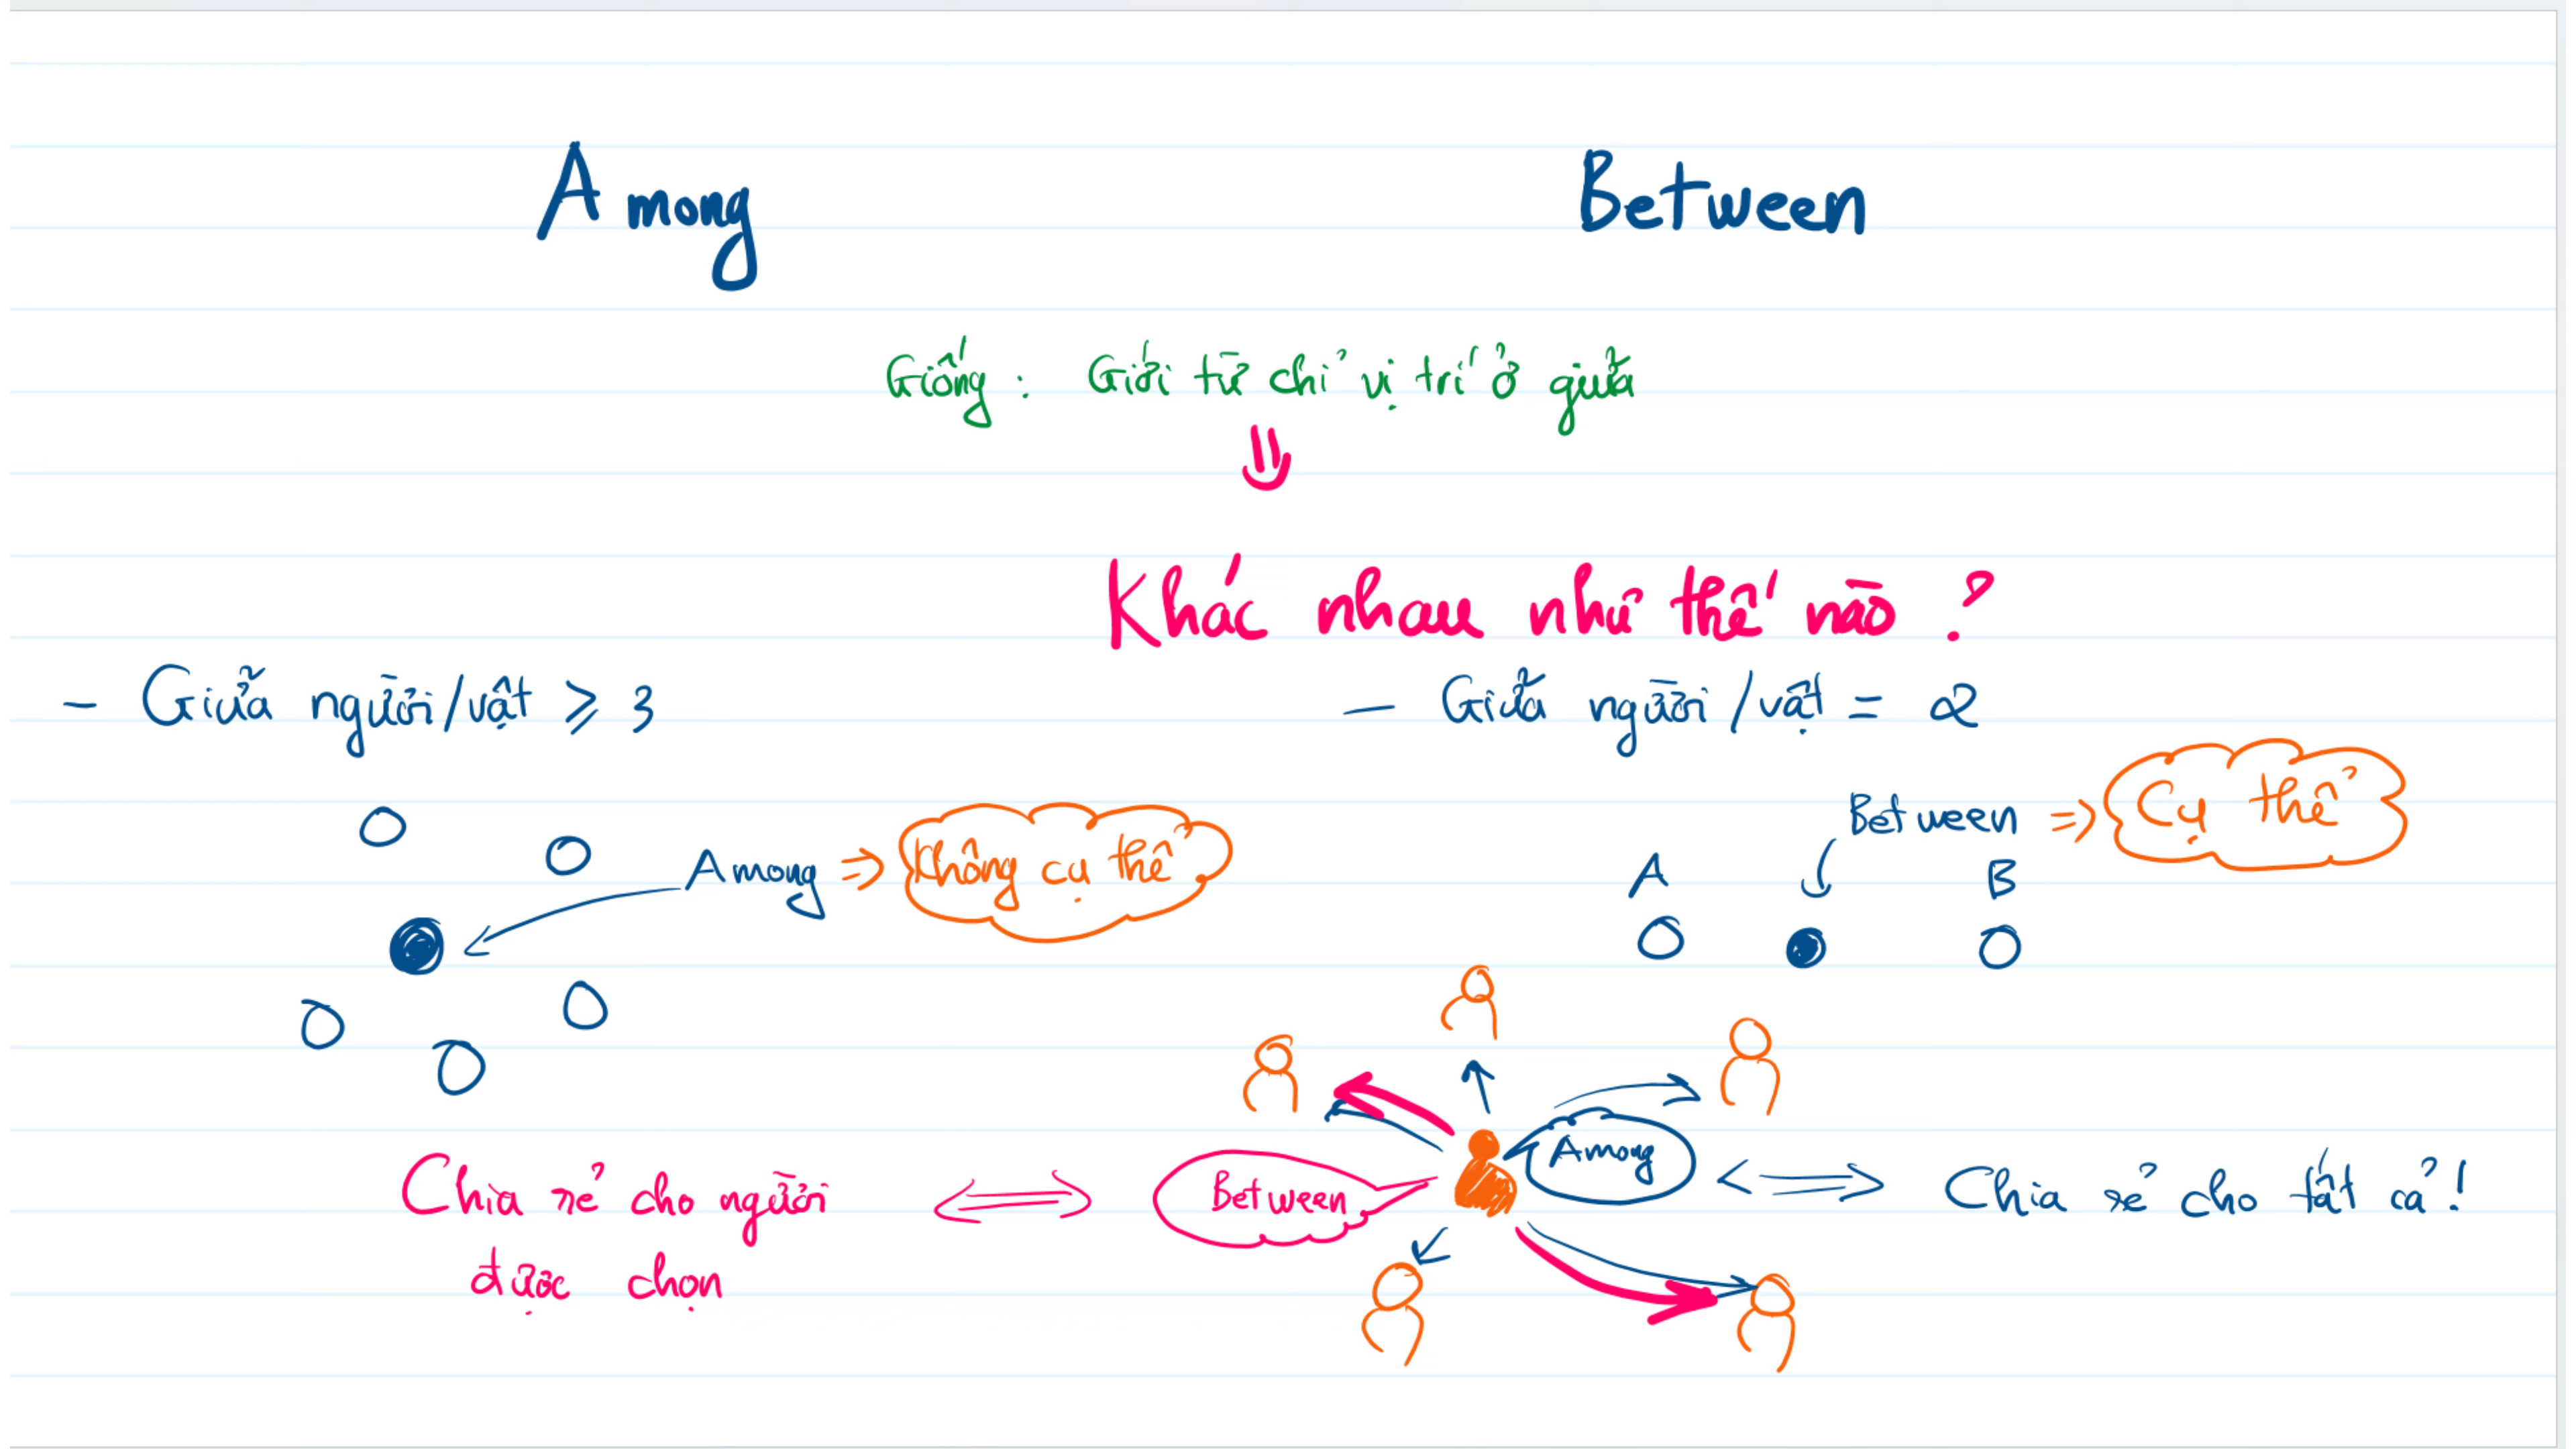 Among
Between
Giống : Giới từ chỉ vị trí ở giữa
Khác nhau như thế nào ?
- Giữa người/vật ⩾ 3
- Giữa người/vật = 2
Among => Không cụ thể
Between => Cụ thể
A
B
Among
Between
Chia sẻ cho người
được chọn
Chia sẻ cho tất cả!